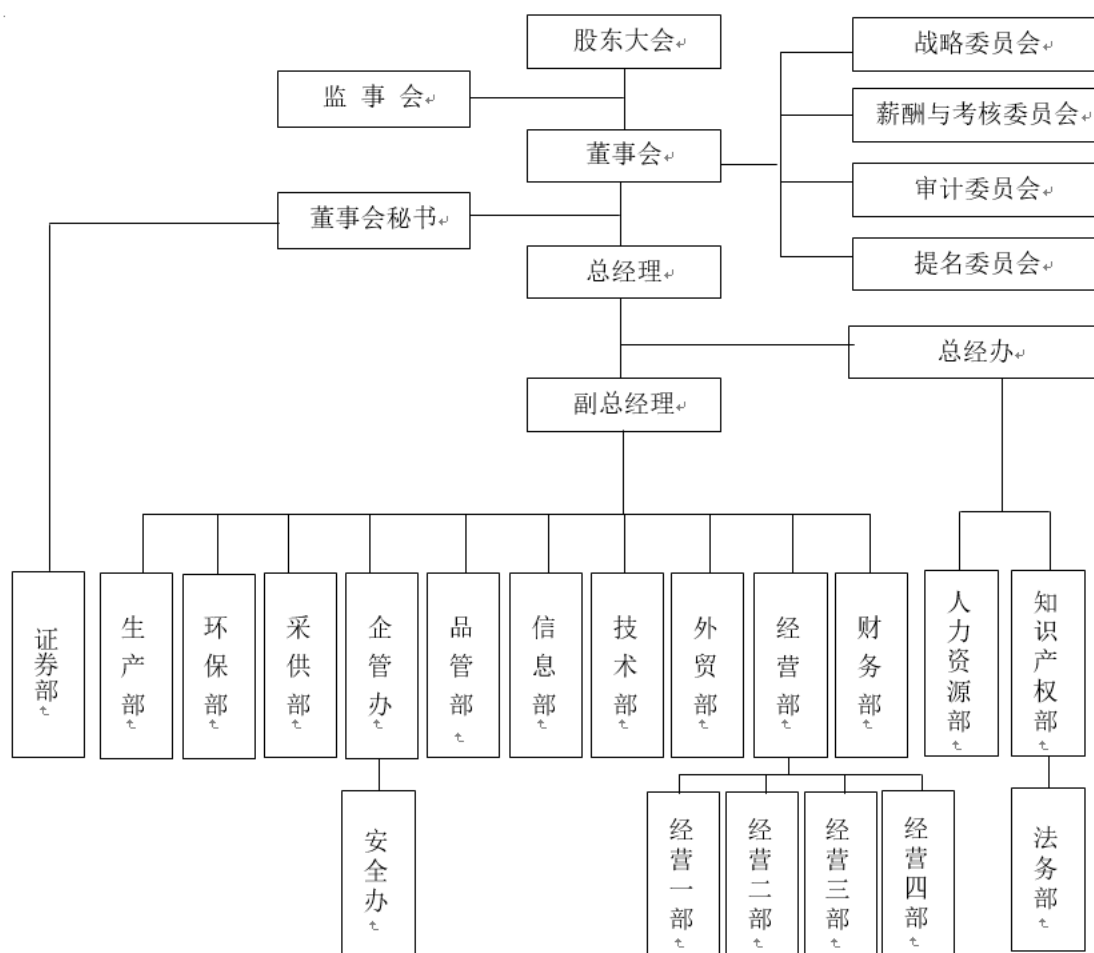 股东大会
战略委员会
监 事 会
薪酬与考核委员会
董事会
审计委员会
董事会秘书
提名委员会
总经理
总经办
副总经理
证券部
生产部
环保部
采供部
企管办
品管部
信息部
技术部
外贸部
经营部
财务部
人力资源部
知识产权部
安全办
经营一部
经营二部
经营三部
经营四部
法务部